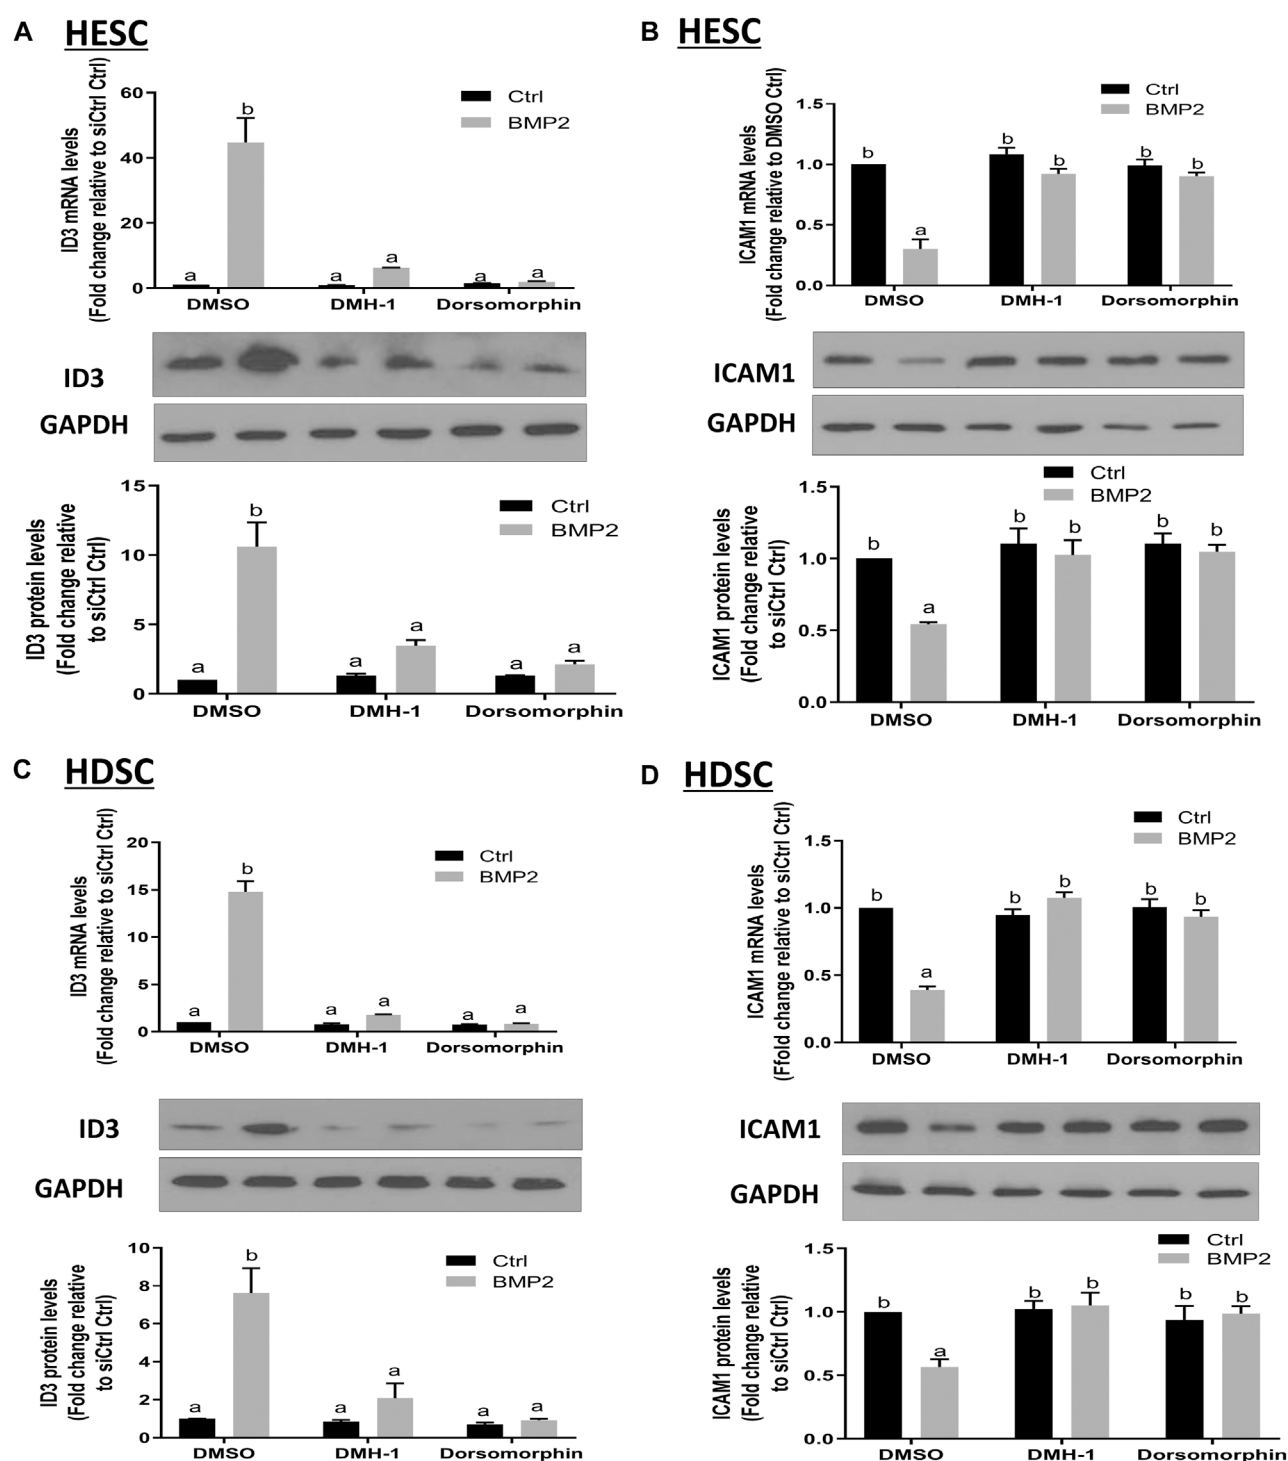 A HESC
ID3 mRNA levels
(Fold change relative to siCtrl Ctrl)
60
40
20
0
Ctrl
BMP2
a
b
a
a
a
a
DMSO
DMH-1
Dorsomorphin
ID3
GAPDH
ID3 protein levels
(Fold change relative
to siCtrl Ctrl)
15
10
5
0
Ctrl
BMP2
a
b
a
a
a
a
DMSO
DMH-1
Dorsomorphin
B HESC
ICAM1 mRNA levels
(Fold change relative to DMSO Ctrl)
1.5
1.0
0.5
0.0
Ctrl
BMP2
b
a
b
b
b
b
DMSO
DMH-1
Dorsomorphin
ICAM1
GAPDH
ICAM1 protein levels
(Fold change relative
to siCtrl Ctrl)
1.5
1.0
0.5
0.0
Ctrl
BMP2
b
a
b
b
b
b
DMSO
DMH-1
Dorsomorphin
C HDSC
ID3 mRNA levels
(Fold change relative to siCtrl Ctrl)
20
15
10
5
0
Ctrl
BMP2
a
b
a
a
a
a
DMSO
DMH-1
Dorsomorphin
ID3
GAPDH
ID3 protein levels
(Fold change relative
to siCtrl Ctrl)
10
8
6
4
2
0
Ctrl
BMP2
a
b
a
a
a
a
DMSO
DMH-1
Dorsomorphin
D HDSC
ICAM1 mRNA levels
(Ffold change relative to siCtrl Ctrl)
1.5
1.0
0.5
0.0
Ctrl
BMP2
b
a
b
b
b
b
DMSO
DMH-1
Dorsomorphin
ICAM1
GAPDH
ICAM1 protein levels
(Fold change relative
to siCtrl Ctrl)
1.5
1.0
0.5
0.0
Ctrl
BMP2
b
a
b
b
b
b
DMSO
DMH-1
Dorsomorphin